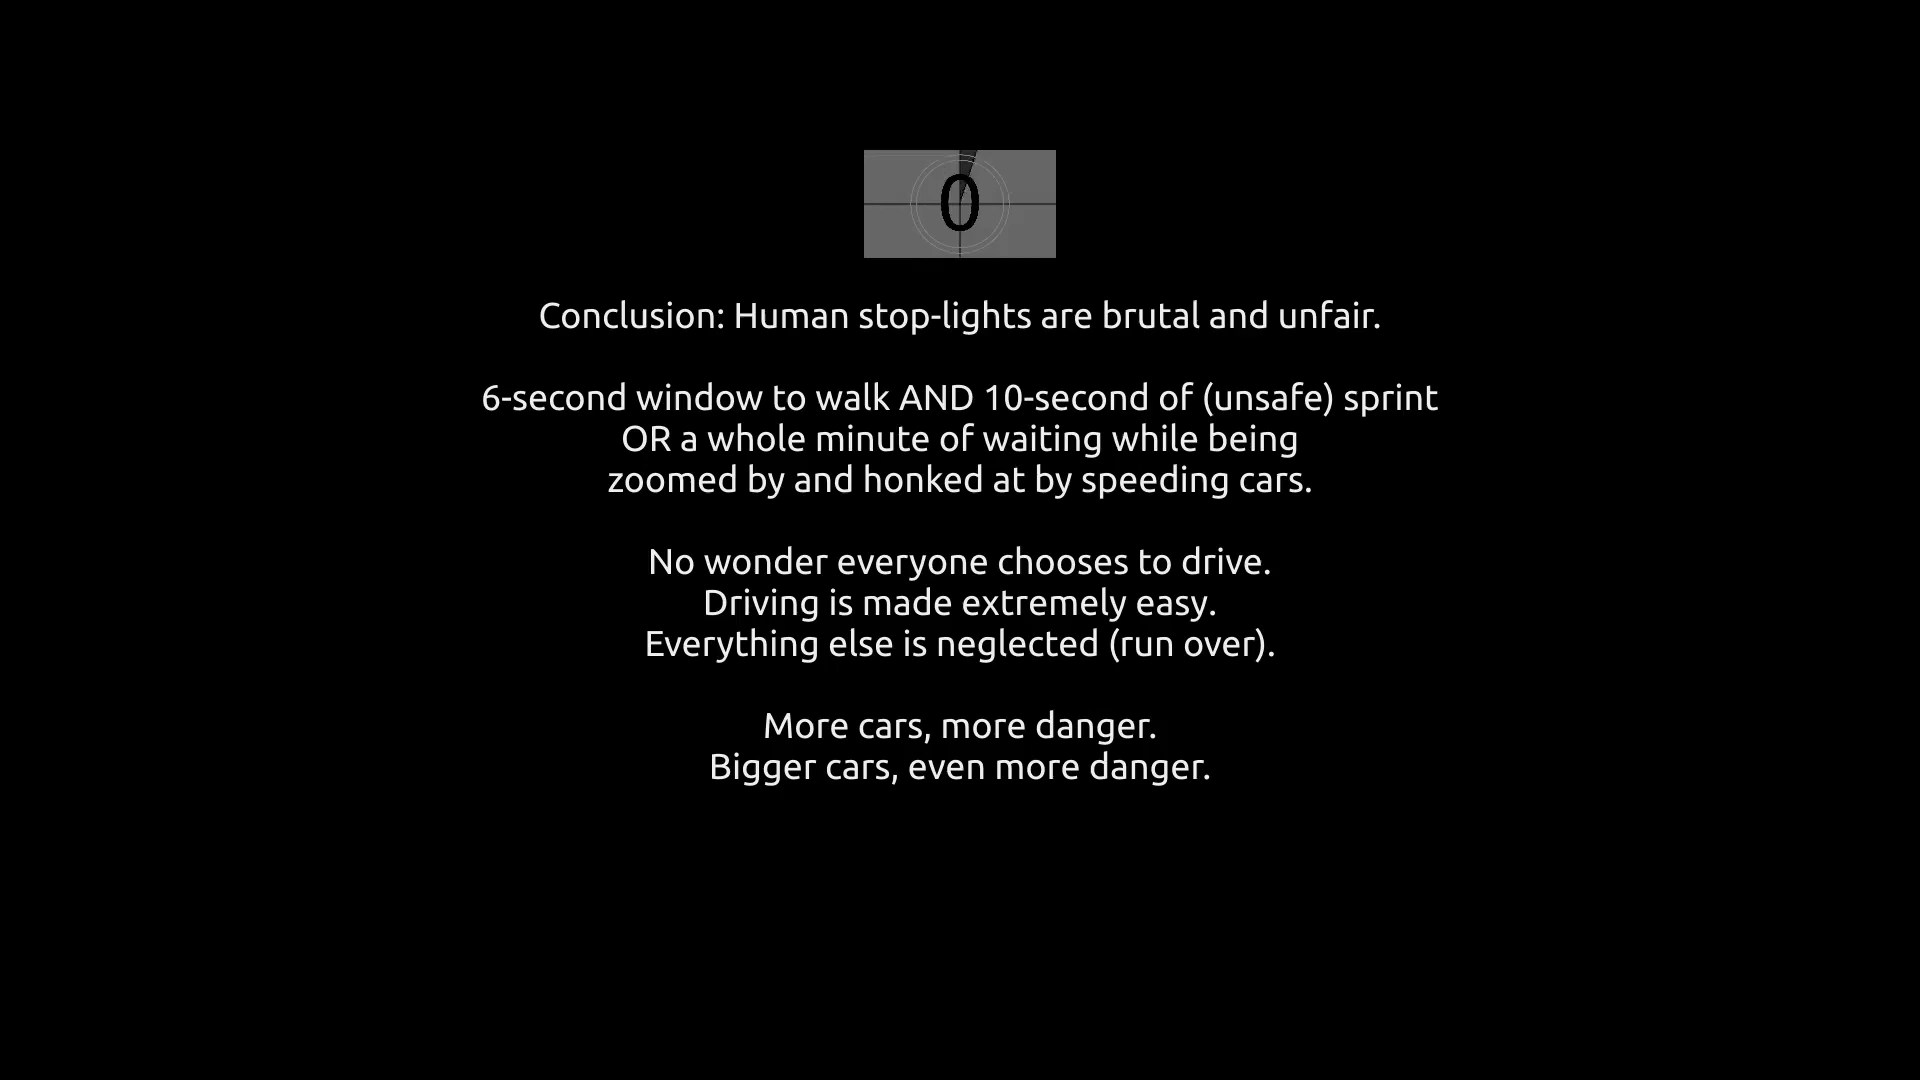 0
Conclusion: Human stop-lights are brutal and unfair.
6-second window to walk AND 10-second of (unsafe) sprint
OR a whole minute of waiting while being
zoomed by and honked at by speeding cars.
No wonder everyone chooses to drive.
Driving is made extremely easy.
Everything else is neglected (run over).
More cars, more danger.
Bigger cars, even more danger.